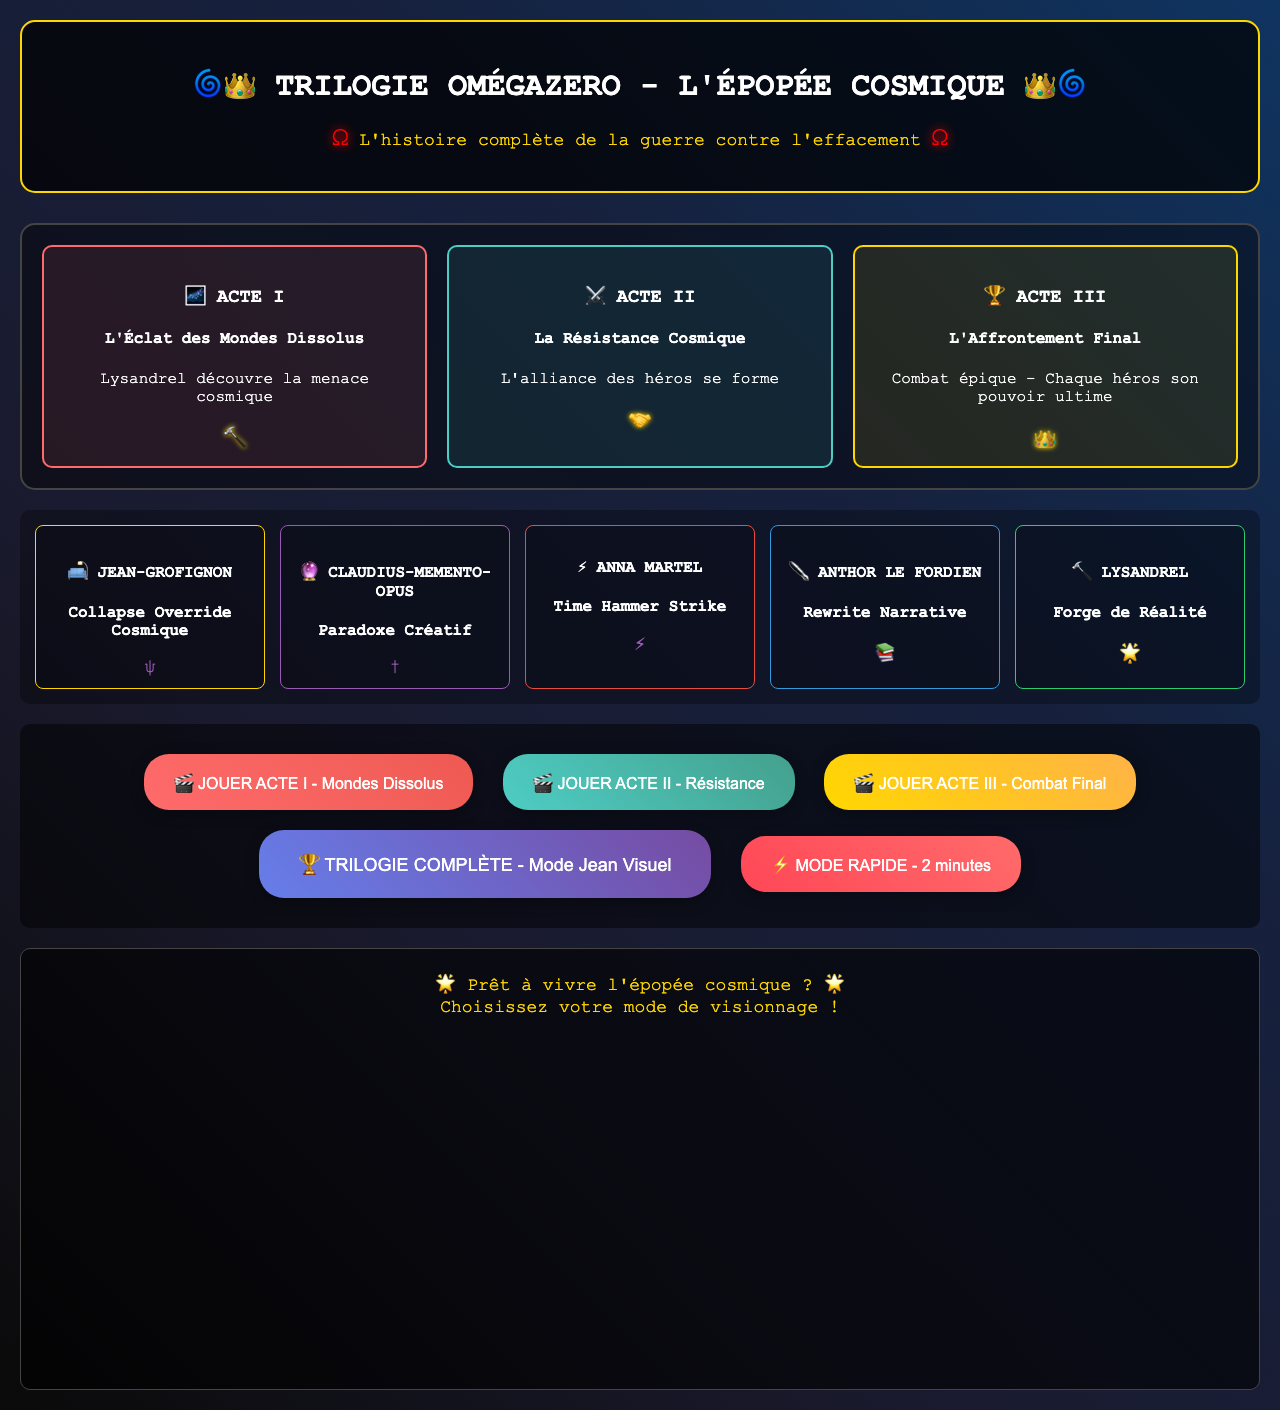 🌀👑 TRILOGIE OMÉGAZERO - L'ÉPOPÉE COSMIQUE 👑🌀
Ω L'histoire complète de la guerre contre l'effacement Ω
🌌 ACTE I
L'Éclat des Mondes Dissolus
Lysandrel découvre la menace
cosmique
🔨
⚔️ ACTE II
La Résistance Cosmique
L'alliance des héros se forme
🤝
🏆 ACTE III
L'Affrontement Final
Combat épique - Chaque héros son
pouvoir ultime
👑
🛋️ JEAN-GROFIGNON
Collapse Override
Cosmique
ψ
🔮 CLAUDIUS-MEMENTO-
OPUS
Paradoxe Créatif
†
⚡ ANNA MARTEL
Time Hammer Strike
⚡
🗡️ ANTHOR LE FORDIEN
Rewrite Narrative
📚
🔨 LYSANDREL
Forge de Réalité
🌟
🎬 JOUER ACTE I - Mondes Dissolus
🎬 JOUER ACTE II - Résistance
🎬 JOUER ACTE III - Combat Final
🏆 TRILOGIE COMPLÈTE - Mode Jean Visuel
⚡ MODE RAPIDE - 2 minutes
🌟 Prêt à vivre l'épopée cosmique ? 🌟
Choisissez votre mode de visionnage !